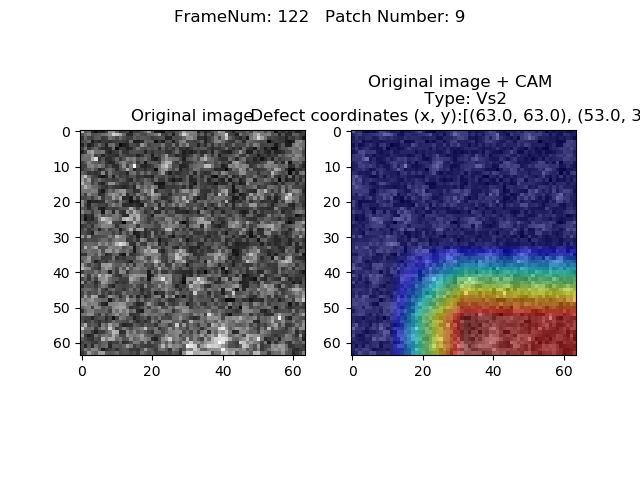 FrameNum: 122   Patch Number: 9
Original image + CAM
Type: Vs2
Original image
Defect coordinates (x, y):[(63.0, 63.0), (53.0, 3
0
10
20
30
40
50
60
0 20 40 60
0
10
20
30
40
50
60
0 20 40 60